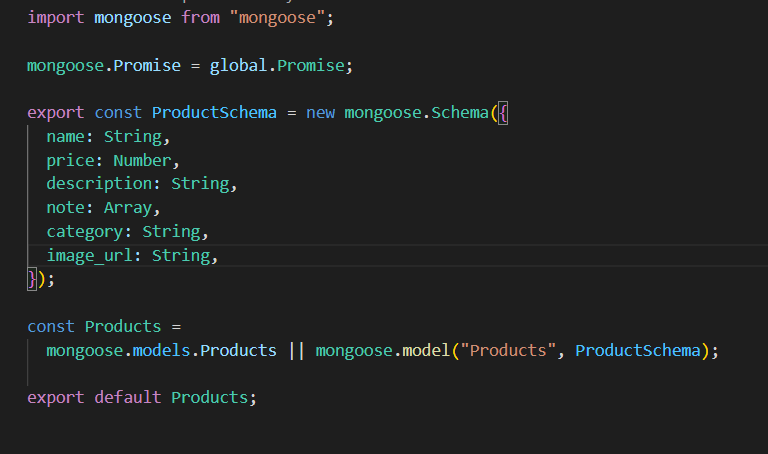 import mongoose from "mongoose";
mongoose.Promise = global.Promise;
export const ProductSchema = new mongoose.Schema({
name: String,
price: Number,
description: String,
note: Array,
category: String,
image_url: String,
});
const Products =
mongoose.models.Products || mongoose.model("Products", ProductSchema);
export default Products;